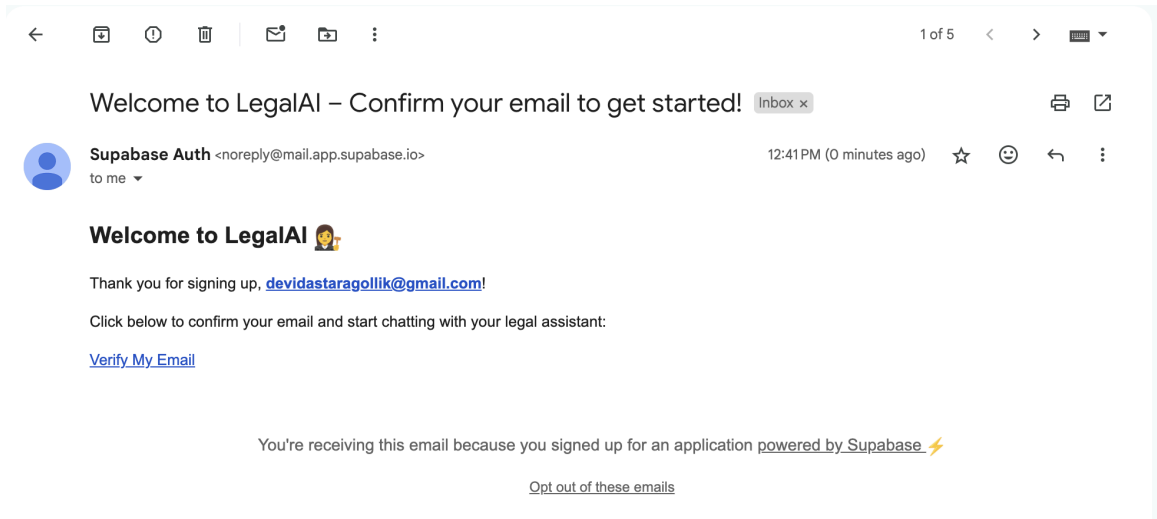 1 of 5
Welcome to LegalAI – Confirm your email to get started! Inbox ×
Supabase Auth <noreply@mail.app.supabase.io> 12:41 PM (0 minutes ago)
to me
Welcome to LegalAI 👩‍⚖️
Thank you for signing up, devidastaragollik@gmail.com!
Click below to confirm your email and start chatting with your legal assistant:
Verify My Email
You're receiving this email because you signed up for an application powered by Supabase ⚡
Opt out of these emails